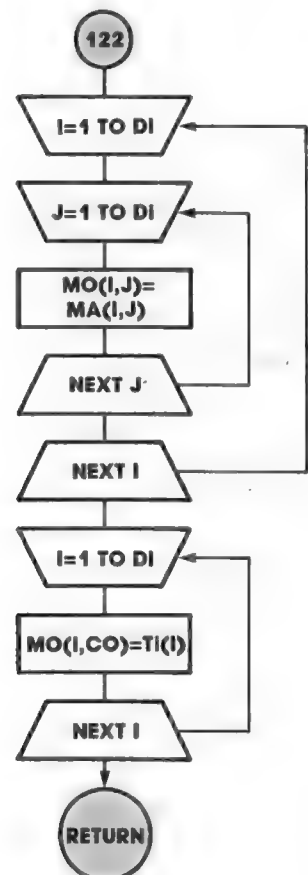 122
I=1 TO DI
J=1 TO DI
MO(I,J)=
MA(I,J)
NEXT J
NEXT I
I=1 TO DI
MO(I,CO)=TI(I)
NEXT I
RETURN